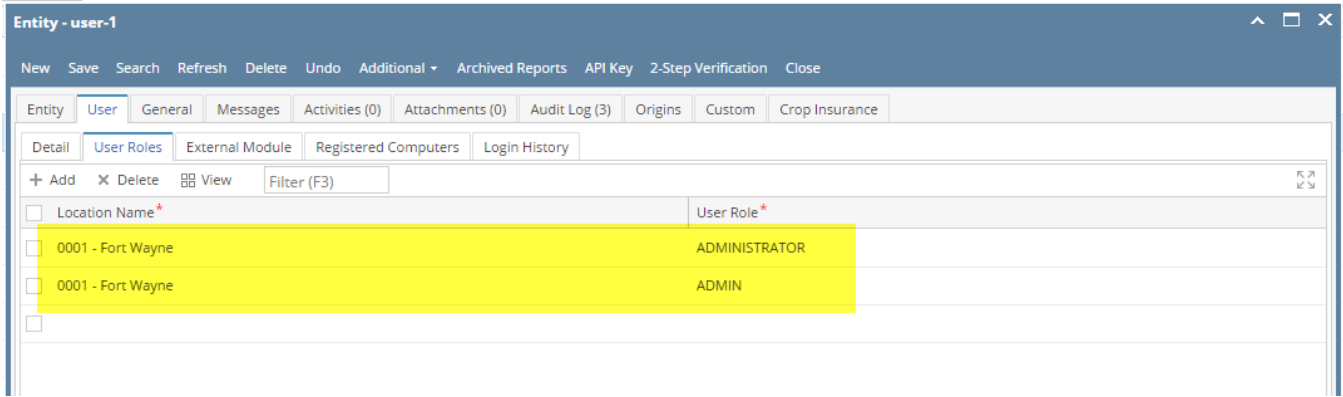 Entity - user-1
New Save Search Refresh Delete Undo Additional Archived Reports API Key 2-Step Verification Close
Entity User General Messages Activities (0) Attachments (0) Audit Log (3) Origins Custom Crop Insurance
Detail User Roles External Module Registered Computers Login History
+ Add × Delete View Filter (F3)
Location Name* User Role*
0001 - Fort Wayne ADMINISTRATOR
0001 - Fort Wayne ADMIN